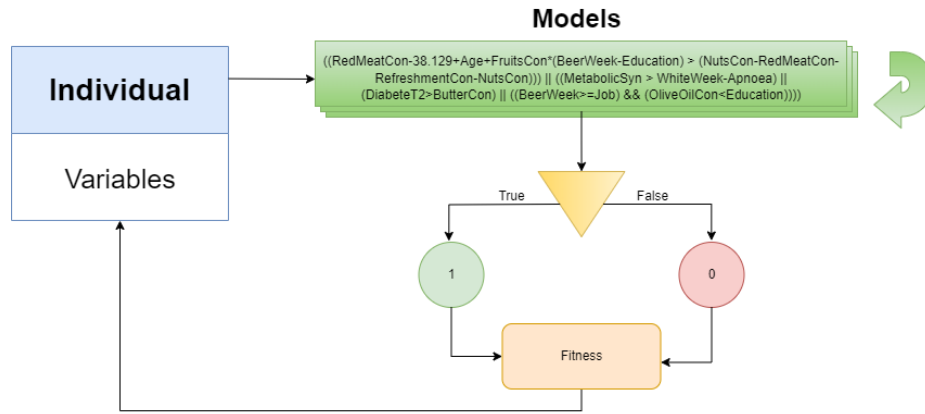 Models
((RedMeatCon-38.129+Age+FruitsCon*(BeerWeek-Education) > (NutsCon-RedMeatCon-
RefreshmentCon-NutsCon))) || ((MetabolicSyn > WhiteWeek-Apnoea) ||
(DiabeteT2>ButterCon) || ((BeerWeek>=Job) && (OliveOilCon<Education))))
Individual
Variables
True
False
1
0
Fitness